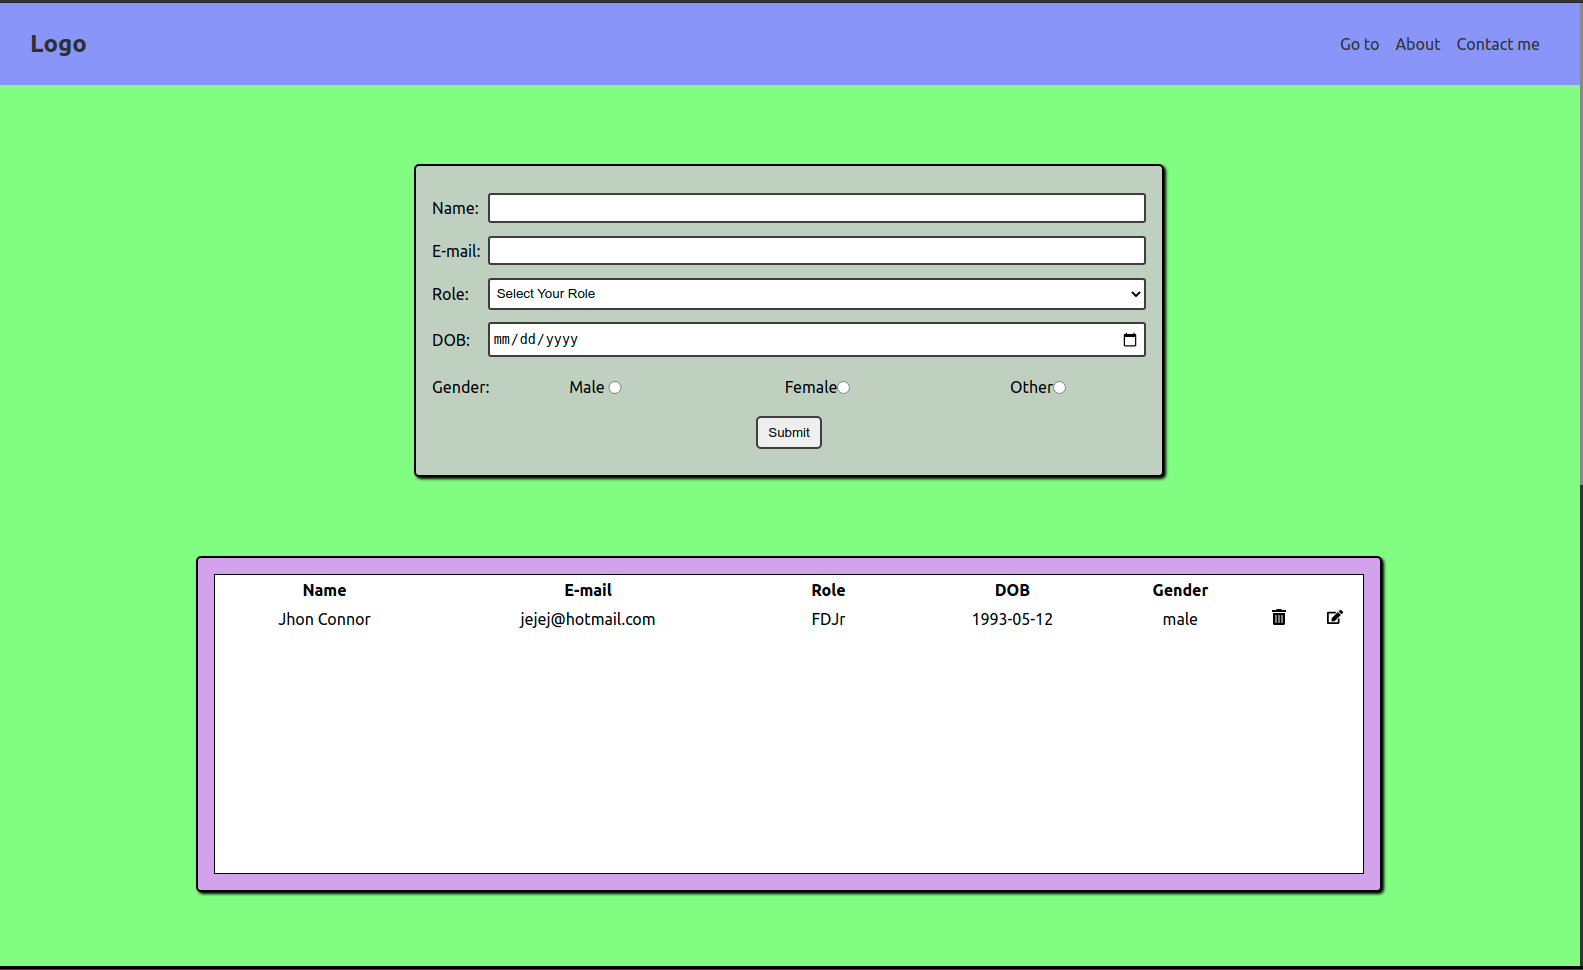 Logo Go to About Contact me
Name:
E-mail:
Role: Select Your Role
DOB: mm/dd/yyyy
Gender: Male Female Other
Submit
Name E-mail Role DOB Gender
Jhon Connor jejej@hotmail.com FDJr 1993-05-12 male